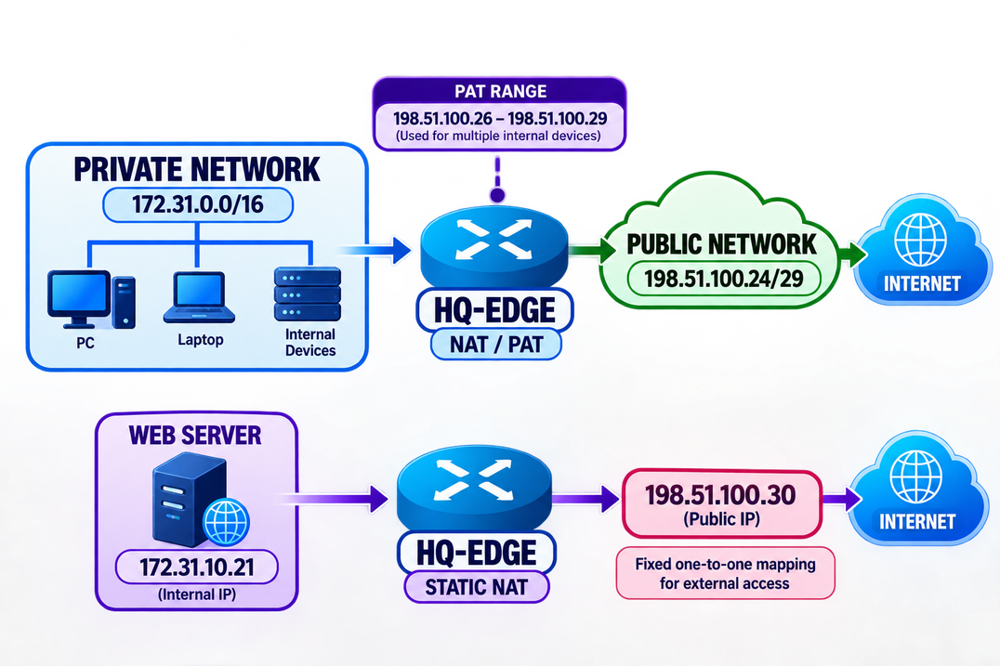 PAT RANGE
198.51.100.26 – 198.51.100.29
(Used for multiple internal devices)
PRIVATE NETWORK
172.31.0.0/16
PC
Laptop
Internal
Devices
HQ-EDGE
NAT / PAT
PUBLIC NETWORK
198.51.100.24/29
INTERNET
WEB SERVER
172.31.10.21
(Internal IP)
HQ-EDGE
STATIC NAT
198.51.100.30
(Public IP)
Fixed one-to-one mapping
for external access
INTERNET